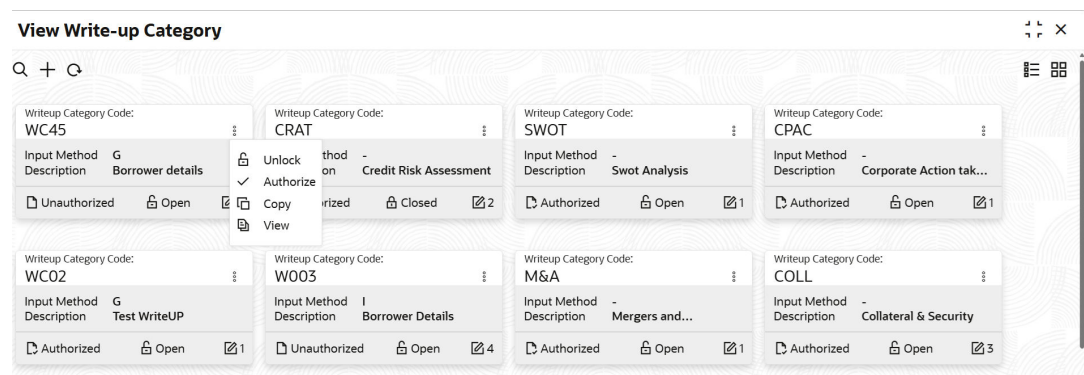 View Write-up Category
Writeup Category Code:
WC45
Input Method G
Description Borrower details
Unauthorized Open
Unlock
Authorize
Copy
View
Writeup Category Code:
CRAT
thod -
on Credit Risk Assessment
rized Closed 2
Writeup Category Code:
SWOT
Input Method -
Description Swot Analysis
Authorized Open 1
Writeup Category Code:
CPAC
Input Method -
Description Corporate Action tak...
Authorized Open 1
Writeup Category Code:
WC02
Input Method G
Description Test WriteUP
Authorized Open 1
Writeup Category Code:
W003
Input Method I
Description Borrower Details
Unauthorized Open 4
Writeup Category Code:
M&A
Input Method -
Description Mergers and...
Authorized Open 1
Writeup Category Code:
COLL
Input Method -
Description Collateral & Security
Authorized Open 3